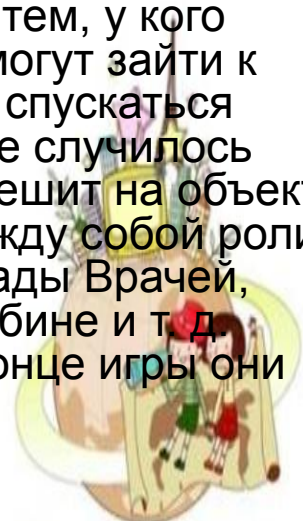 тем, у кого
могут зайти к
спускаться
е случилось
ешит на объект
жду собой роли
ады Врачей,
бине и т. д.
онце игры они